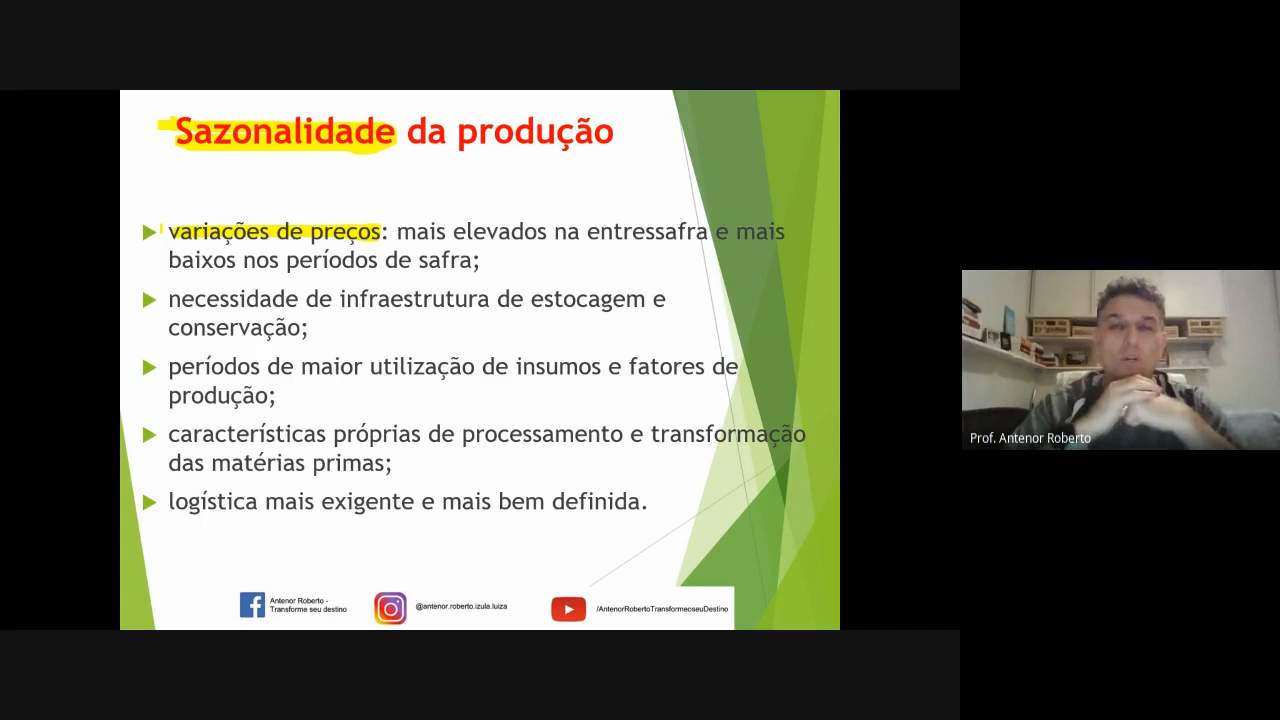 Sazonalidade da produção
variações de preços: mais elevados na entressafra e mais
baixos nos períodos de safra;
necessidade de infraestrutura de estocagem e
conservação;
períodos de maior utilização de insumos e fatores de
produção;
características próprias de processamento e transformação
das matérias primas;
logística mais exigente e mais bem definida.
Antenor Roberto -
Transforme seu destino
@antenor.roberto.izula.luiza
/AntenorRobertoTransformeoseuDestino
Prof. Antenor Roberto